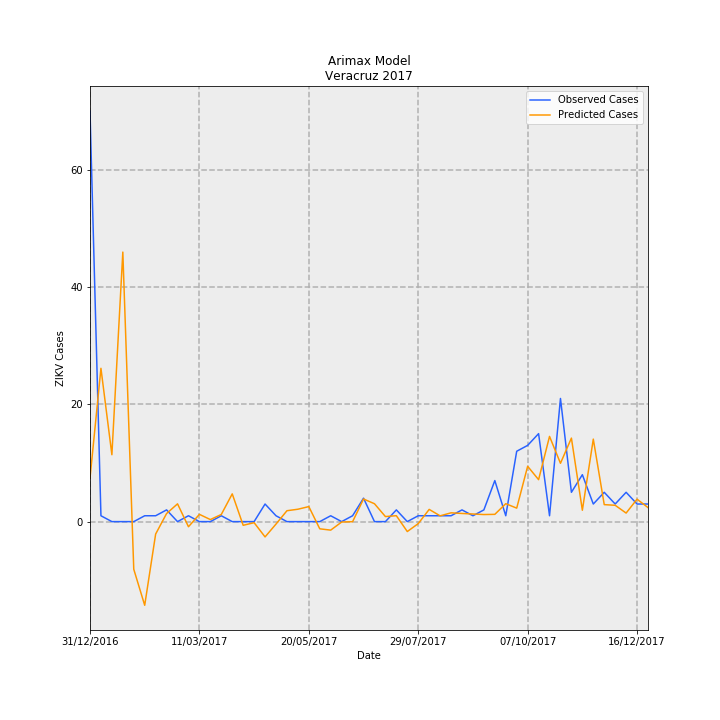 Arimax Model
Veracruz 2017
Observed Cases
Predicted Cases
60
40
20
0
ZIKV Cases
31/12/2016
11/03/2017
20/05/2017
29/07/2017
07/10/2017
16/12/2017
Date